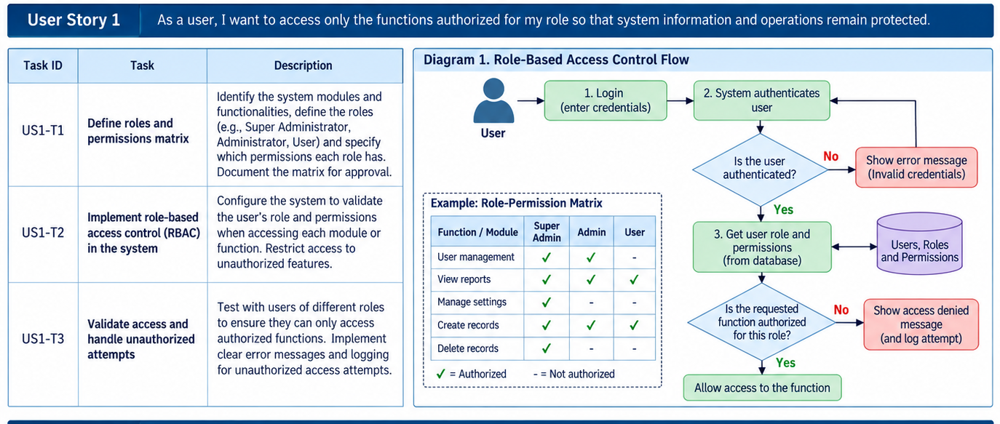 User Story 1
As a user, I want to access only the functions authorized for my role so that system information and operations remain protected.
Task ID
Task
Description
US1-T1
Define roles and
permissions matrix
Identify the system modules and
functionalities, define the roles
(e.g., Super Administrator,
Administrator, User) and specify
which permissions each role has.
Document the matrix for approval.
US1-T2
Implement role-based
access control (RBAC)
in the system
Configure the system to validate
the user's role and permissions
when accessing each module or
function. Restrict access to
unauthorized features.
US1-T3
Validate access and
handle unauthorized
attempts
Test with users of different roles
to ensure they can only access
authorized functions. Implement
clear error messages and logging
for unauthorized access attempts.
Diagram 1. Role-Based Access Control Flow
User
1. Login
(enter credentials)
2. System authenticates
user
Is the user
authenticated?
No
Show error message
(Invalid credentials)
Yes
3. Get user role and
permissions
(from database)
Users, Roles
and Permissions
Is the requested
function authorized
for this role?
No
Show access denied
message
(and log attempt)
Yes
Allow access to the function
Example: Role-Permission Matrix
Function / Module
Super
Admin
Admin
User
User management ✓ ✓ -
View reports ✓ ✓ ✓
Manage settings ✓ - -
Create records ✓ ✓ ✓
Delete records ✓ - -
✓ = Authorized
- = Not authorized